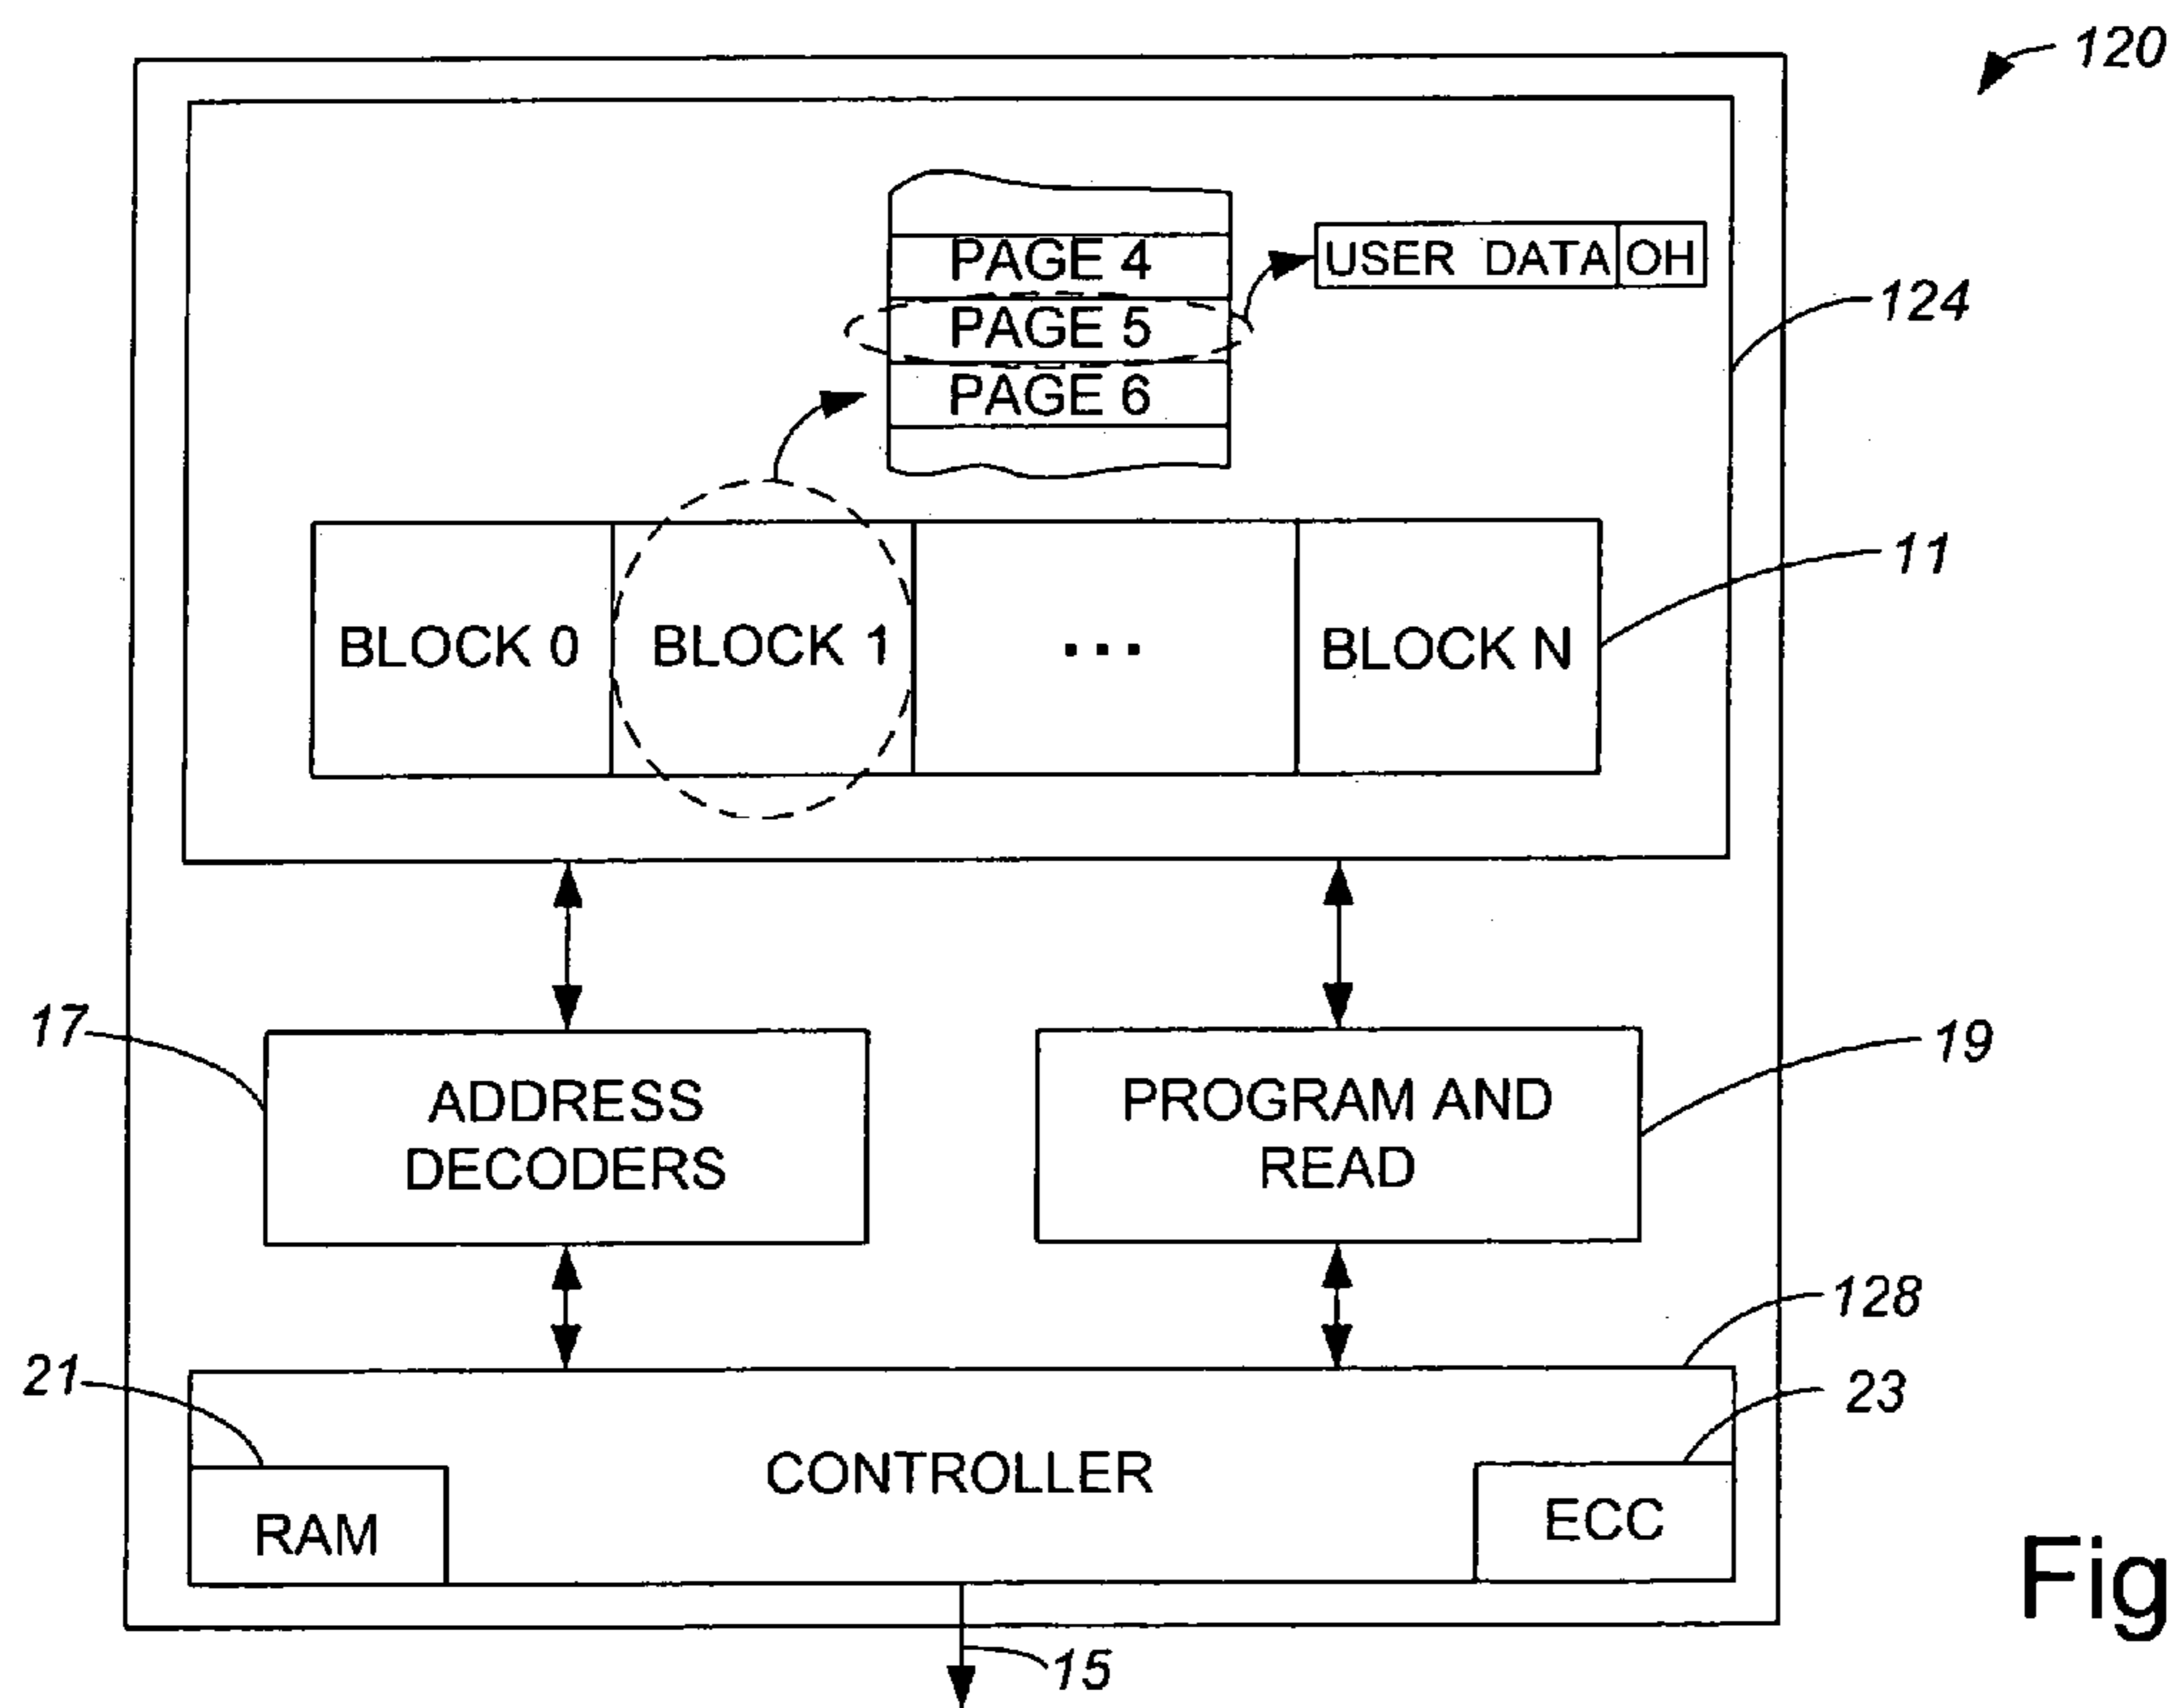 120
PAGE 4
USER DATA OH
PAGE 5
124
PAGE 6
11
BLOCK 0 BLOCK 1 ... BLOCK N
17
19
ADDRESS
DECODERS
PROGRAM AND
READ
128
21
23
CONTROLLER
RAM
ECC
Fig
15